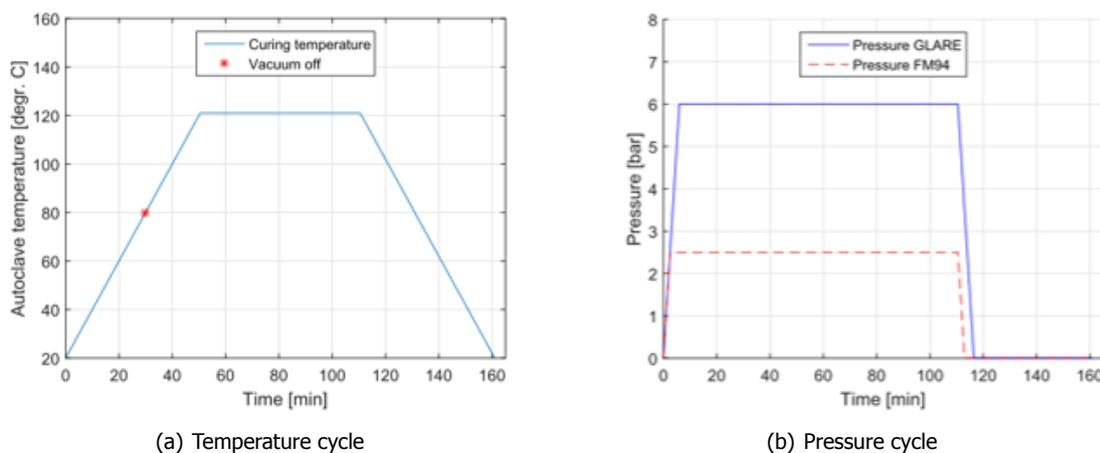 160
140
120
100
80
60
40
20
0 20 40 60 80 100 120 140 160
Autoclave temperature [degr. C]
Time [min]
Curing temperature
Vacuum off
(a) Temperature cycle
8
7
6
5
4
3
2
1
0
0 20 40 60 80 100 120 140 160
Pressure [bar]
Time [min]
Pressure GLARE
Pressure FM94
(b) Pressure cycle